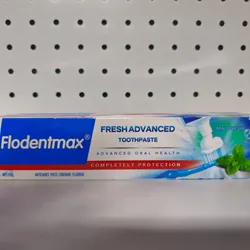 Flodentmax®
FRESH ADVANCED
TOOTHPASTE
ADVANCED ORAL HEALTH
COMPLETELY PROTECTION